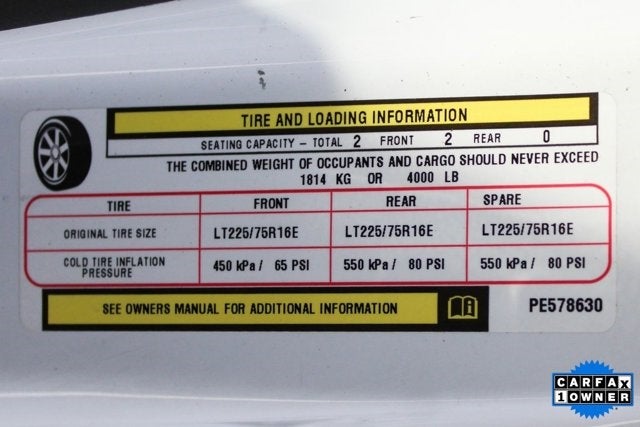 TIRE AND LOADING INFORMATION
SEATING CAPACITY - TOTAL 2 FRONT 2 REAR 0
THE COMBINED WEIGHT OF OCCUPANTS AND CARGO SHOULD NEVER EXCEED
1814 KG OR 4000 LB
TIRE FRONT REAR SPARE
ORIGINAL TIRE SIZE LT225/75R16E LT225/75R16E LT225/75R16E
COLD TIRE INFLATION
PRESSURE 450 kPa / 65 PSI 550 kPa / 80 PSI 550 kPa / 80 PSI
SEE OWNERS MANUAL FOR ADDITIONAL INFORMATION
PE578630
CARFAX
1 OWNER